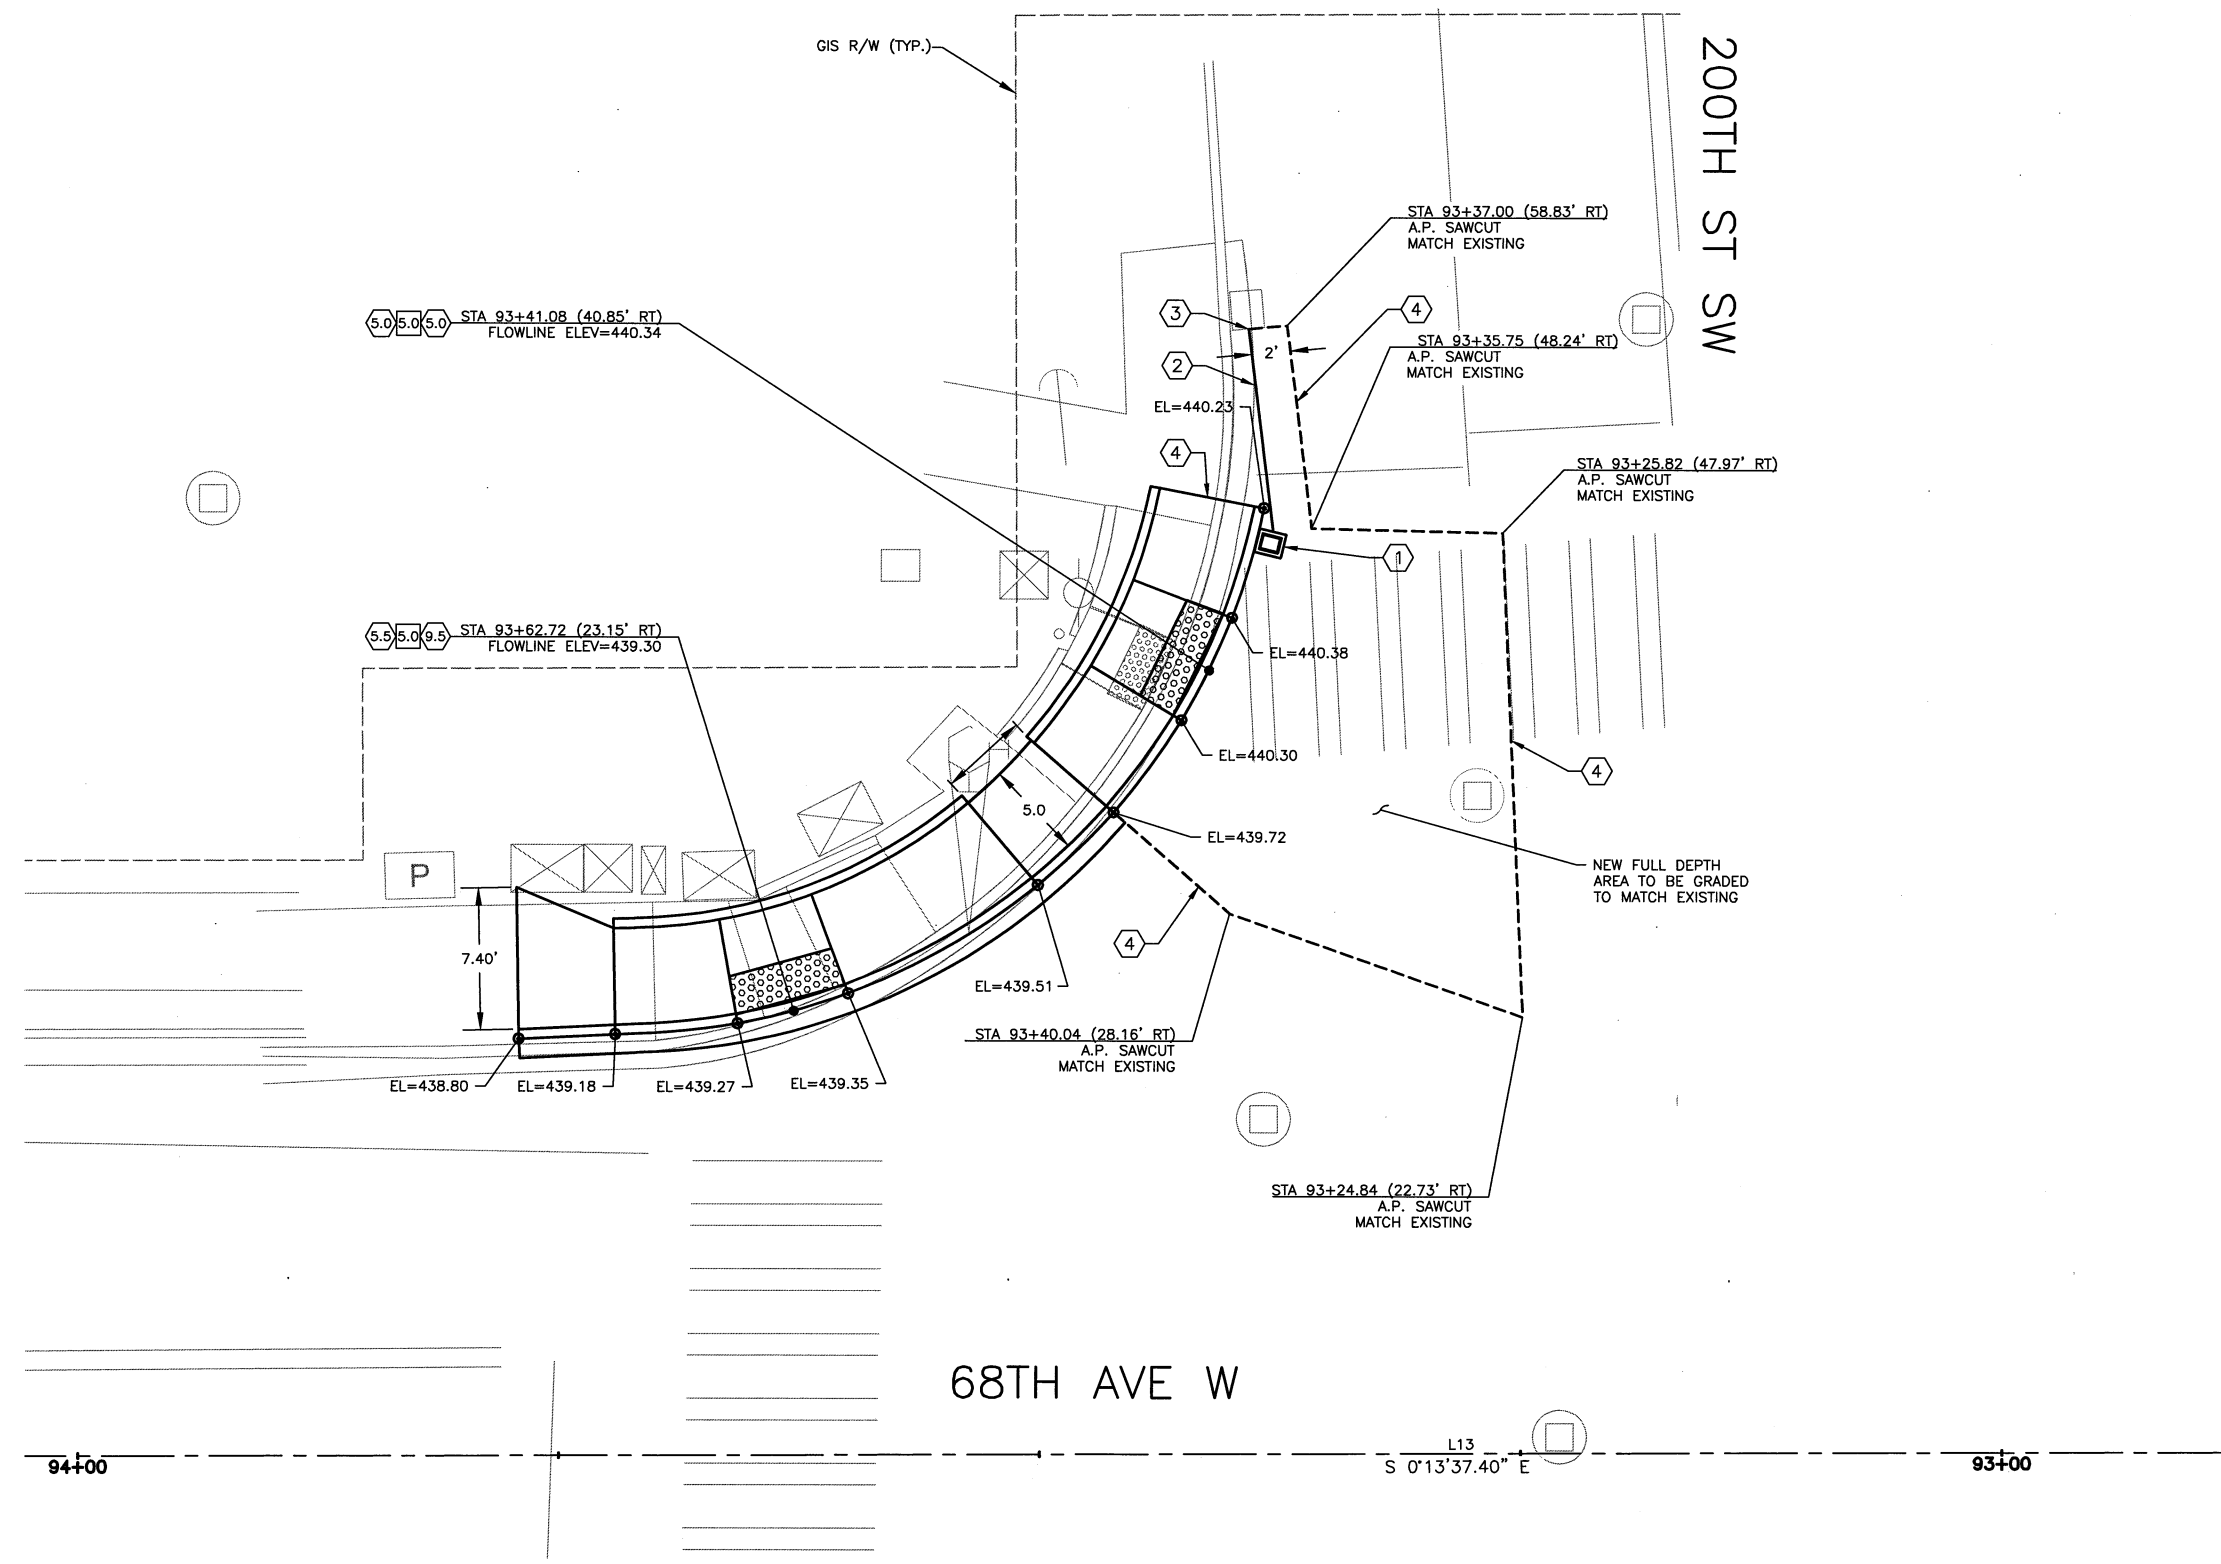 GIS R/W (TYP.)
200TH ST SW
STA 93+37.00 (58.83' RT)
A.P. SAWCUT
MATCH EXISTING
3
4
5.0 5.0 5.0 STA 93+41.08 (40.85' RT)
FLOWLINE ELEV=440.34
STA 93+35.75 (48.24' RT)
A.P. SAWCUT
MATCH EXISTING
2'
2
EL=440.23
4
STA 93+25.82 (47.97' RT)
A.P. SAWCUT
MATCH EXISTING
1
5.5 5.0 9.5 STA 93+62.72 (23.15' RT)
FLOWLINE ELEV=439.30
EL=440.38
EL=440.30
4
5.0
EL=439.72
NEW FULL DEPTH
AREA TO BE GRADED
TO MATCH EXISTING
P
4
7.40'
EL=439.51
STA 93+40.04 (28.16' RT)
A.P. SAWCUT
MATCH EXISTING
EL=438.80
EL=439.18
EL=439.27
EL=439.35
STA 93+24.84 (22.73' RT)
A.P. SAWCUT
MATCH EXISTING
68TH AVE W
94+00
L13
S 0°13'37.40" E
93+00